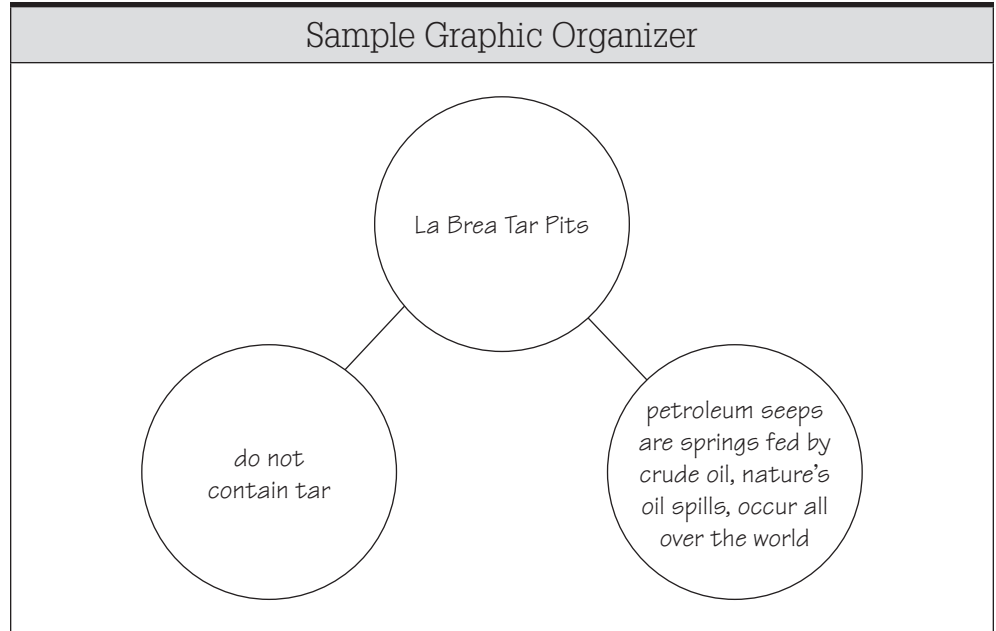 Sample Graphic Organizer
La Brea Tar Pits
do not
contain tar
petroleum seeps
are springs fed by
crude oil, nature's
oil spills, occur all
over the world